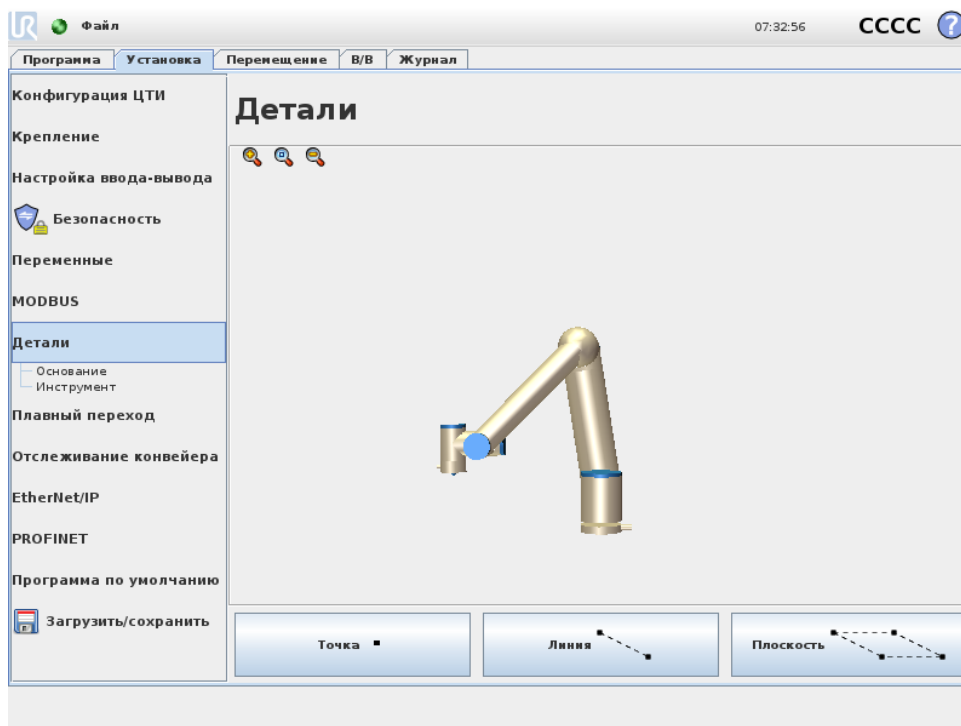 UR
Файл
07:32:56
CCCC
?
Программа
Установка
Перемещение
В/В
Журнал
Конфигурация ЦТИ
Крепление
Настройка ввода-вывода
Безопасность
Переменные
MODBUS
Детали
Основание
Инструмент
Плавный переход
Отслеживание конвейера
EtherNet/IP
PROFINET
Программа по умолчанию
Загрузить/сохранить
Детали
Точка
Линия
Плоскость